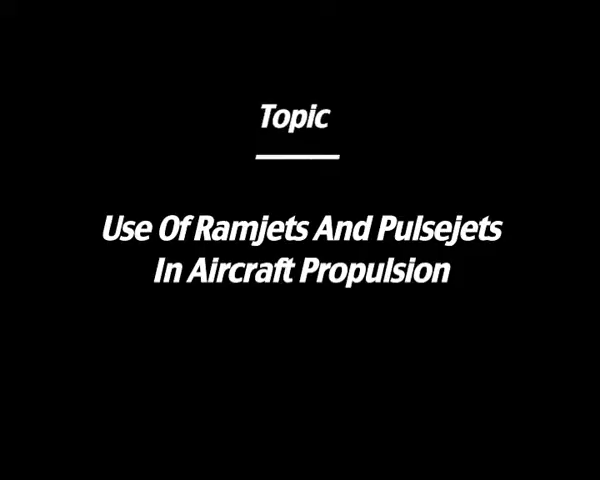 Topic
Use Of Ramjets And Pulsejets
In Aircraft Propulsion